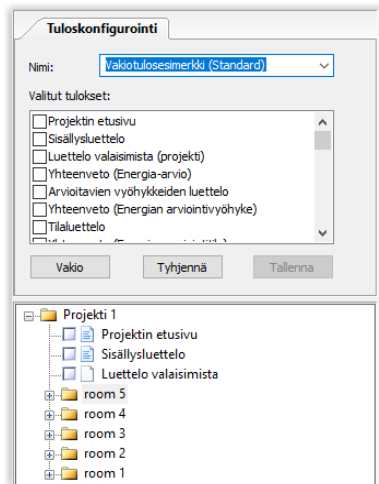 Tuloskonfigurointi
Nimi: Vakiotulosesimerkki (Standard)
Valitut tulokset:
Projektin etusivu
Sisällysluettelo
Luettelo valaisimista (projekti)
Yhteenveto (Energia-arvio)
Arvioitavien vyöhykkeiden luettelo
Yhteenveto (Energian arviointivyöhyke)
Tilaluettelo
Vakio Tyhjennä Tallenna
Projekti 1
Projektin etusivu
Sisällysluettelo
Luettelo valaisimista
room 5
room 4
room 3
room 2
room 1